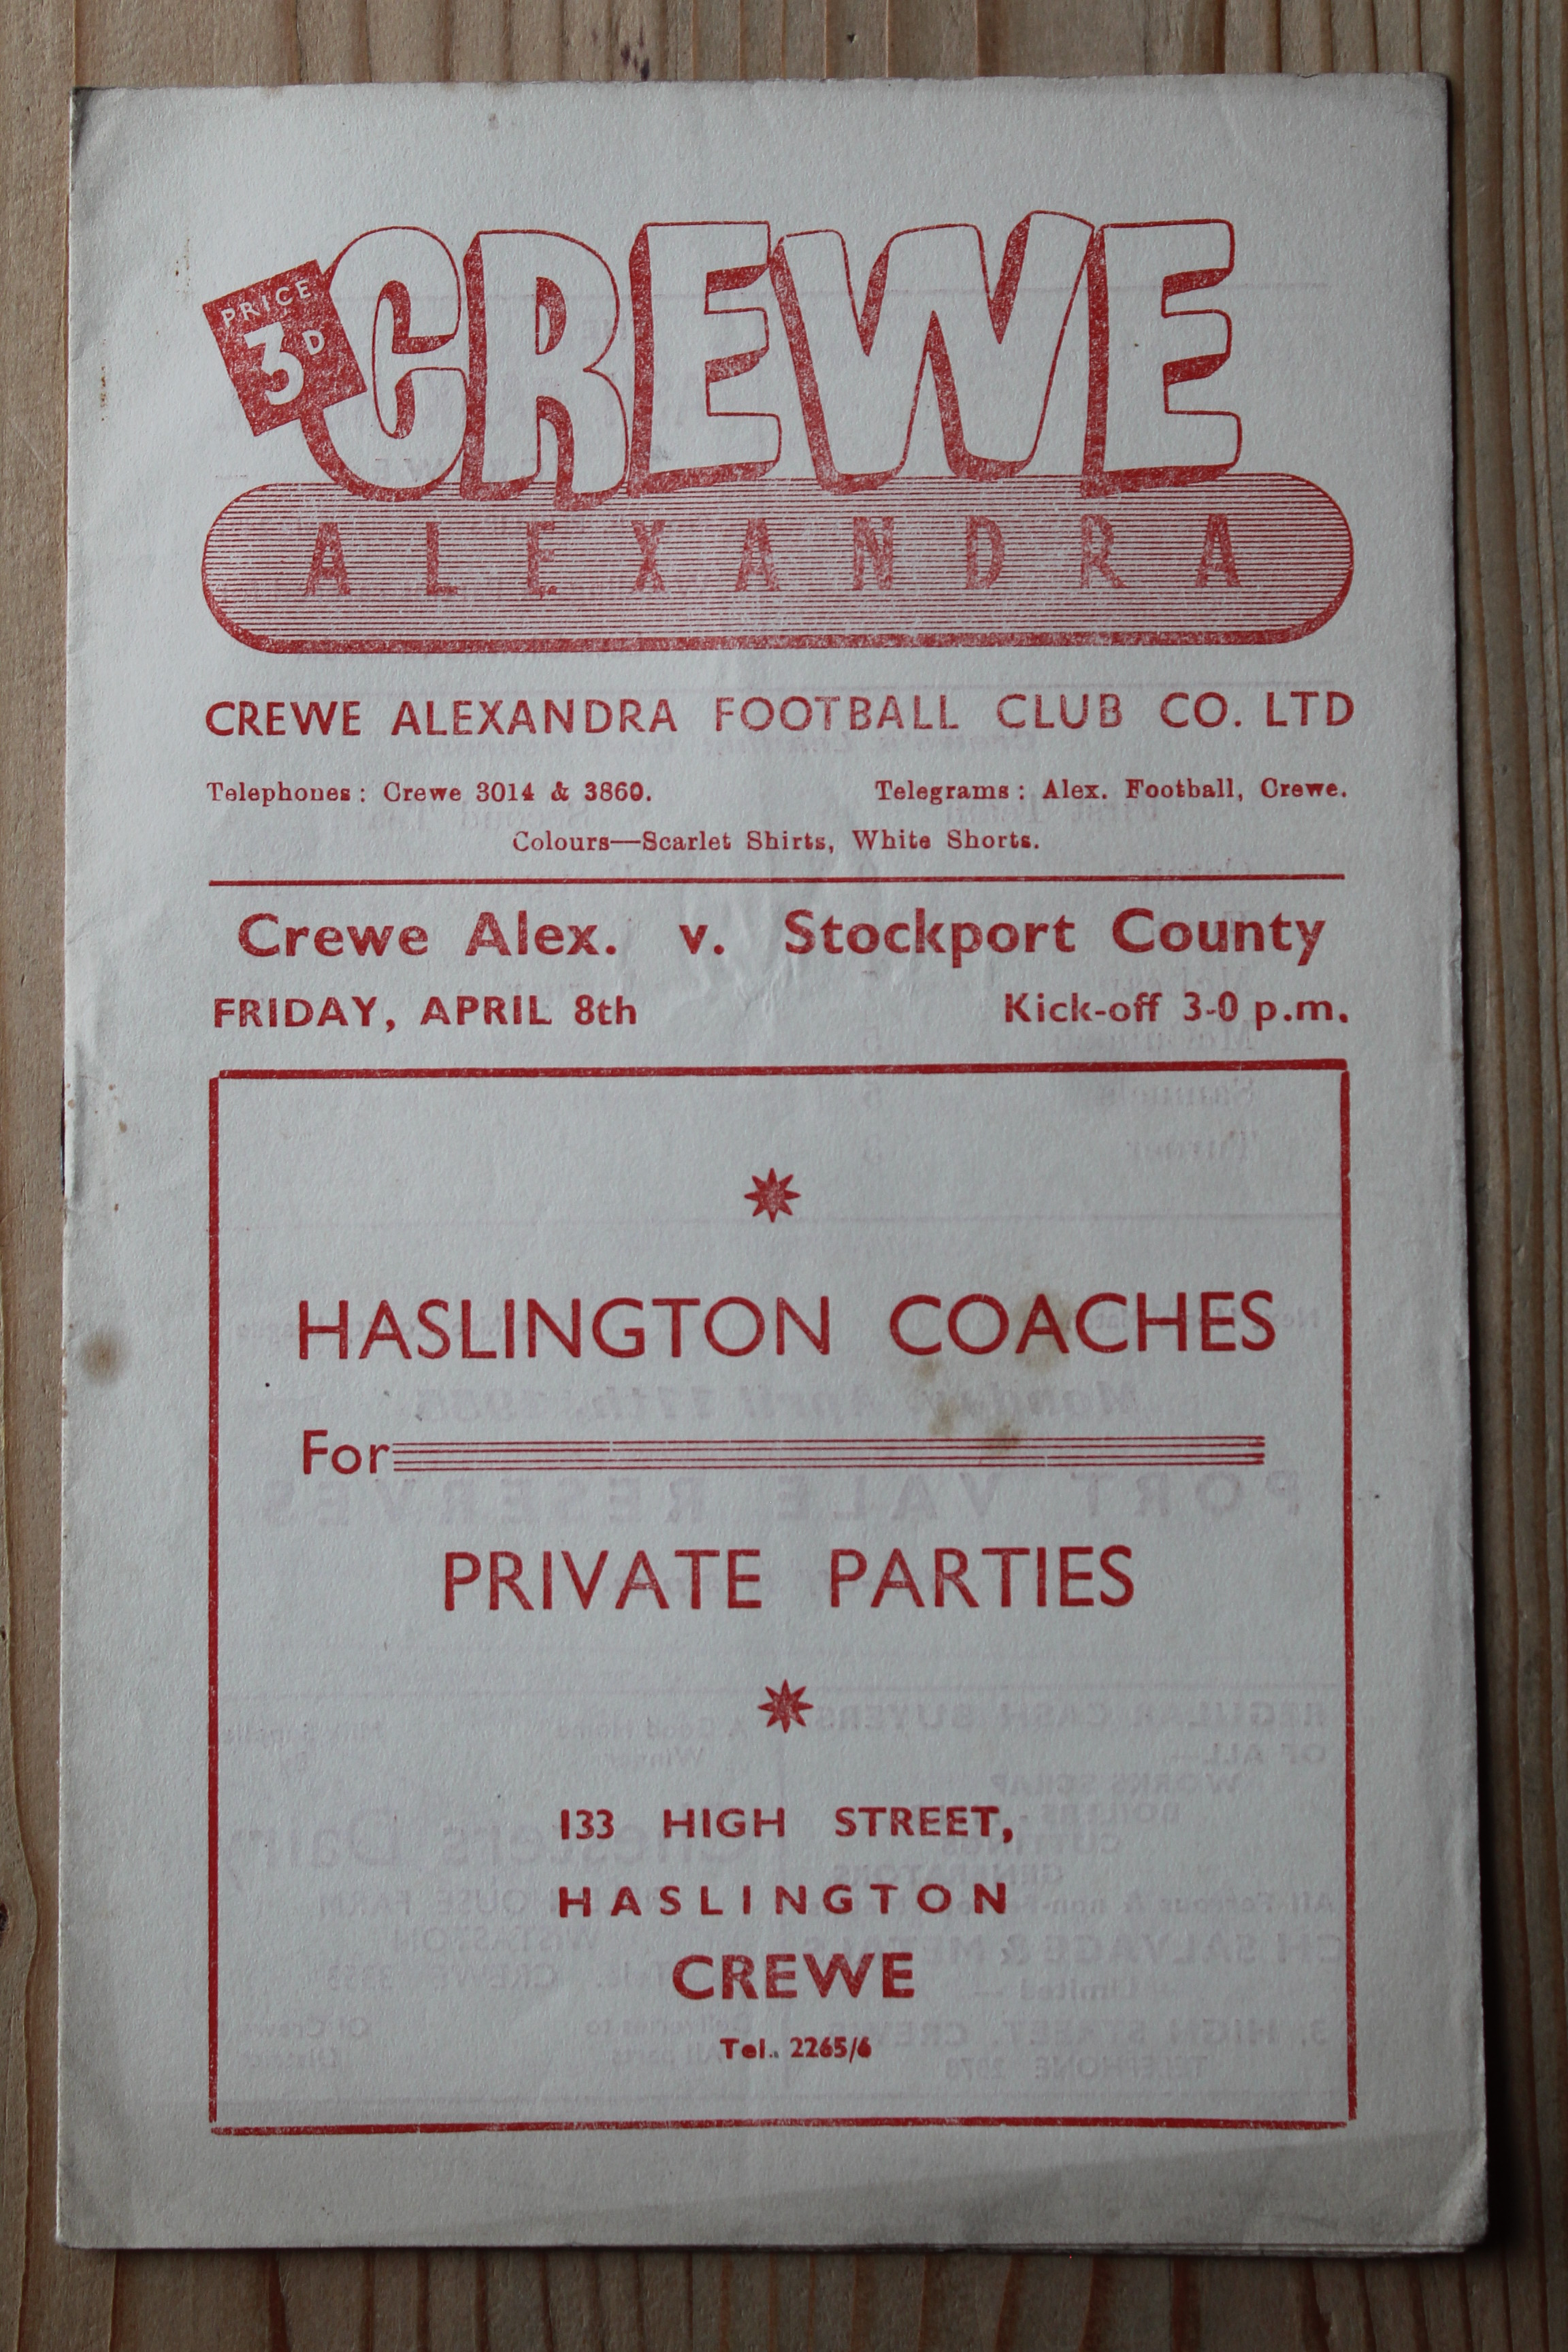 PRICE
3D
CREWE
ALEXANDRA
CREWE ALEXANDRA FOOTBALL CLUB CO. LTD
Telephones: Crewe 3014 & 3860. Telegrams: Alex. Football, Crewe.
Colours—Scarlet Shirts, White Shorts.
Crewe Alex. v. Stockport County
FRIDAY, APRIL 8th Kick-off 3-0 p.m.
HASLINGTON COACHES
For
PRIVATE PARTIES
133 HIGH STREET,
HASLINGTON
CREWE
Tel. 2265/6